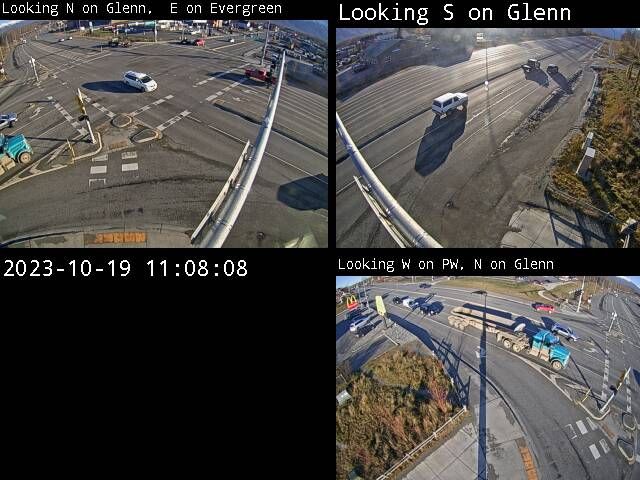 Looking N on Glenn,  E on Evergreen
Looking S on Glenn
2023-10-19 11:08:08
Looking W on PW, N on Glenn